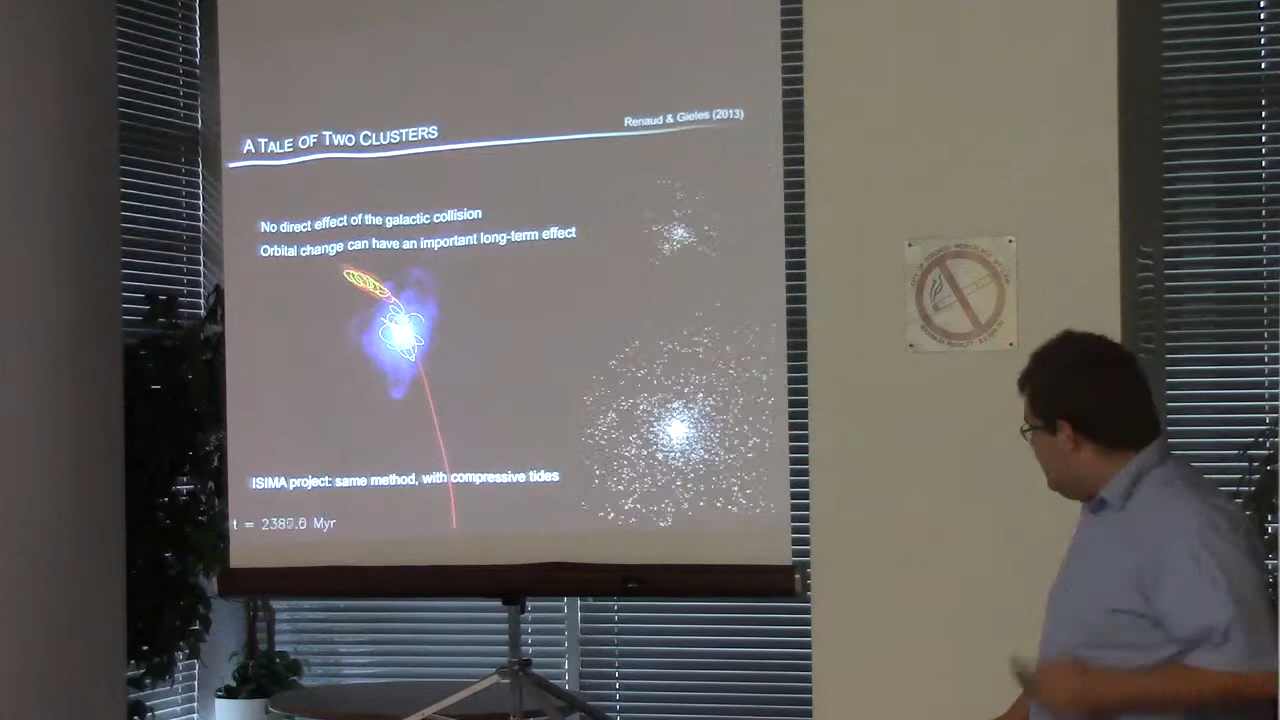 A TALE OF TWO CLUSTERS
Renaud & Gieles (2013)
No direct effect of the galactic collision
Orbital change can have an important long-term effect
ISIMA project: same method, with compressive tides
t = 2380.0 Myr